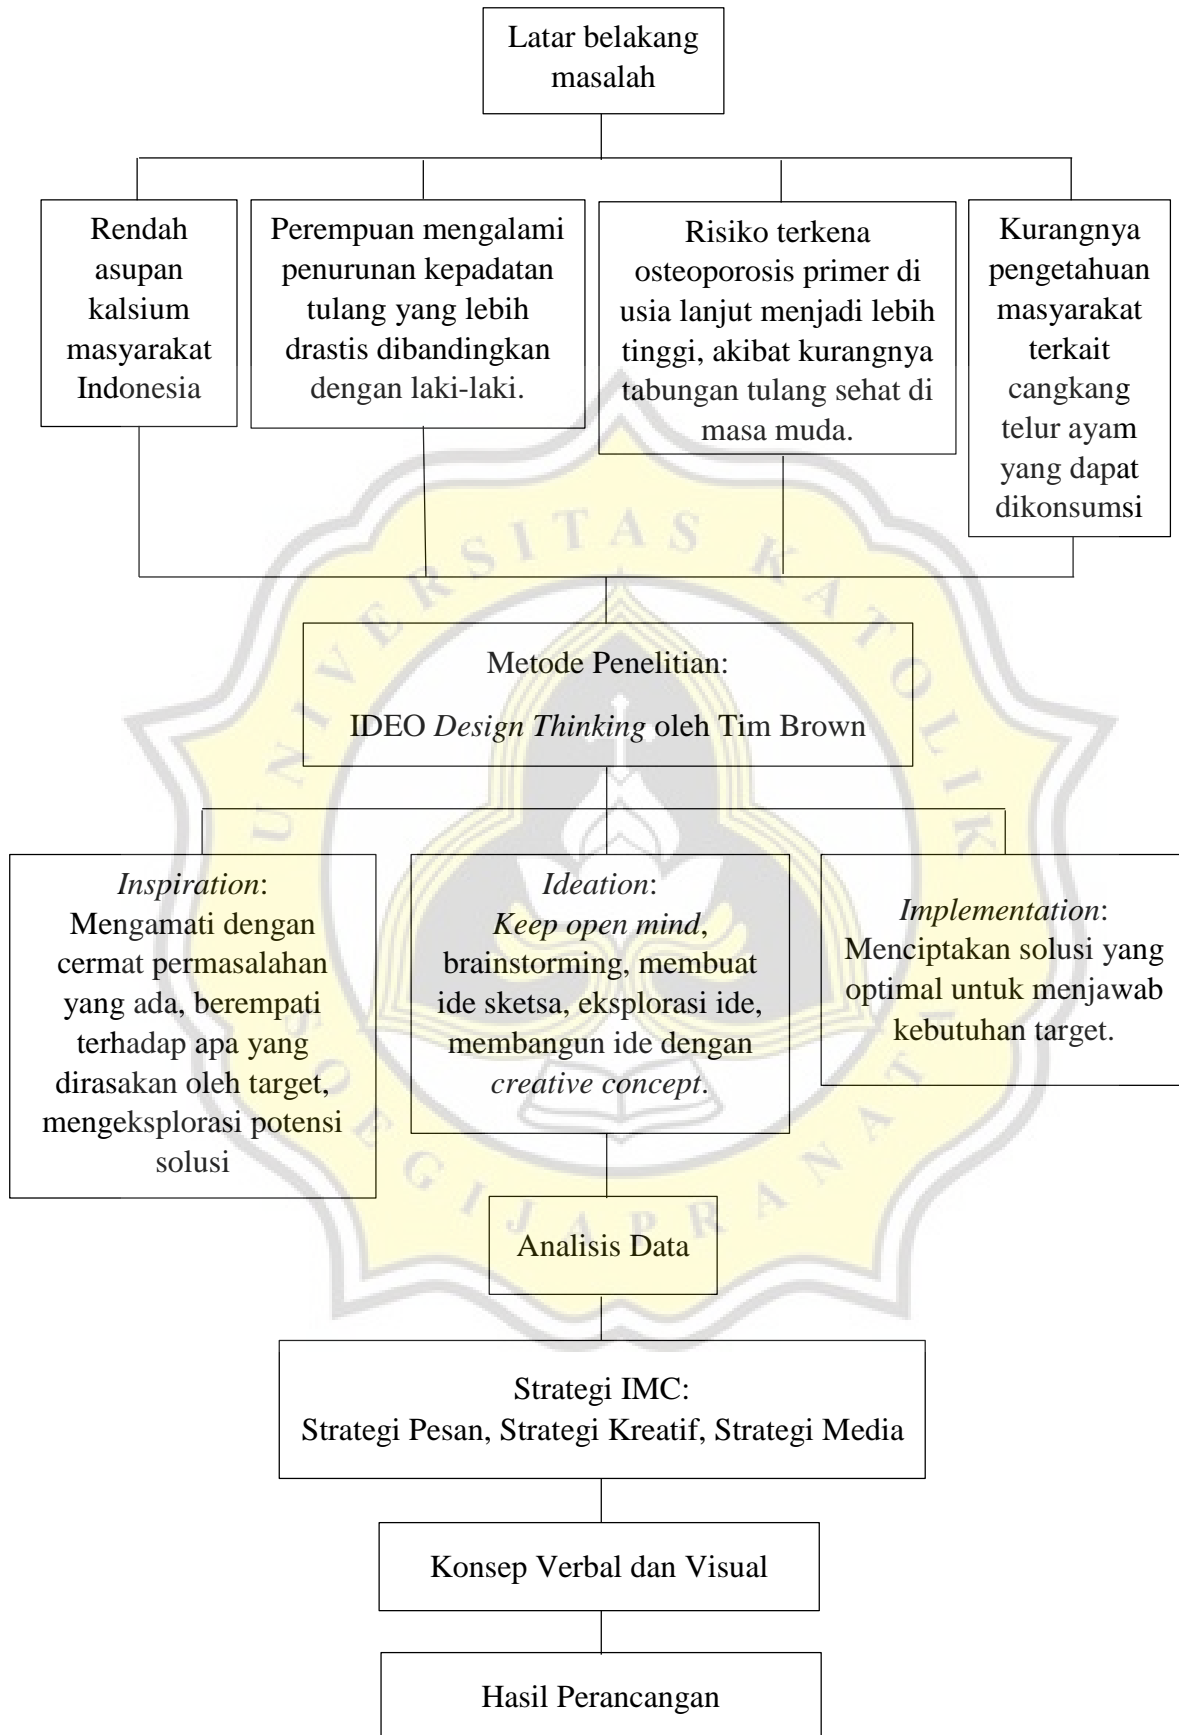 Latar belakang
masalah
Rendah
asupan
kalsium
masyarakat
Indonesia
Perempuan mengalami
penurunan kepadatan
tulang yang lebih
drastis dibandingkan
dengan laki-laki.
Risiko terkena
osteoporosis primer di
usia lanjut menjadi lebih
tinggi, akibat kurangnya
tabungan tulang sehat di
masa muda.
Kurangnya
pengetahuan
masyarakat
terkait
cangkang
telur ayam
yang dapat
dikonsumsi
UNIVERSITAS KATOLIK
Metode Penelitian:
IDEO Design Thinking oleh Tim Brown
Inspiration:
Mengamati dengan
cermat permasalahan
yang ada, berempati
terhadap apa yang
dirasakan oleh target,
mengeksplorasi potensi
solusi
Ideation:
Keep open mind,
brainstorming, membuat
ide sketsa, eksplorasi ide,
membangun ide dengan
creative concept.
Implementation:
Menciptakan solusi yang
optimal untuk menjawab
kebutuhan target.
SOEGIJAPRANATA
Analisis Data
Strategi IMC:
Strategi Pesan, Strategi Kreatif, Strategi Media
Konsep Verbal dan Visual
Hasil Perancangan